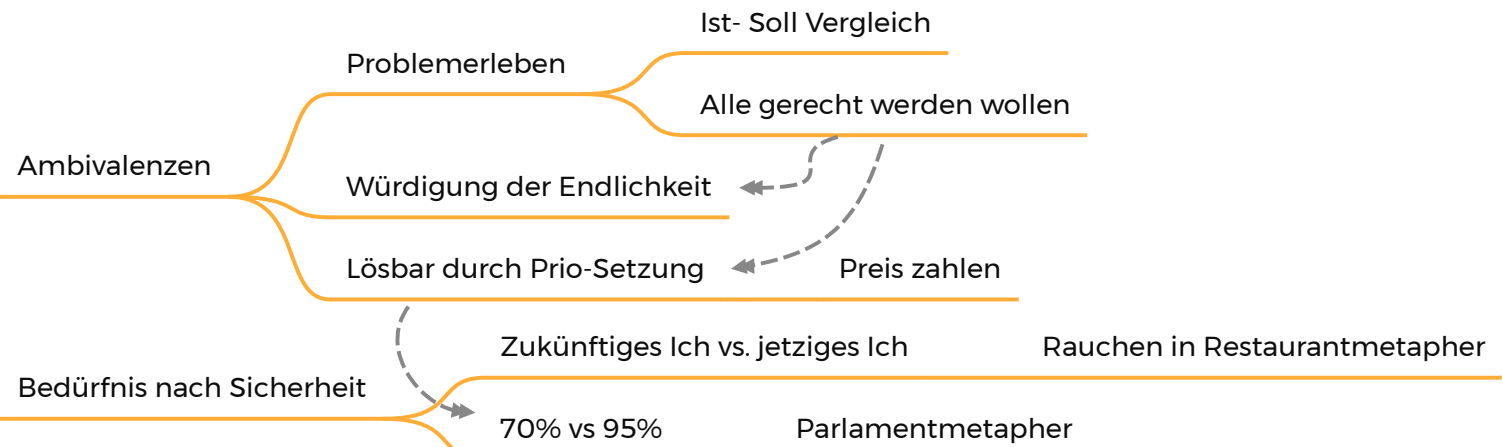 Ist- Soll Vergleich
Problemerleben
Alle gerecht werden wollen
Ambivalenzen
Würdigung der Endlichkeit
Lösbar durch Prio-Setzung Preis zahlen
Zukünftiges Ich vs. jetziges Ich Rauchen in Restaurantmetapher
Bedürfnis nach Sicherheit
70% vs 95% Parlamentmetapher